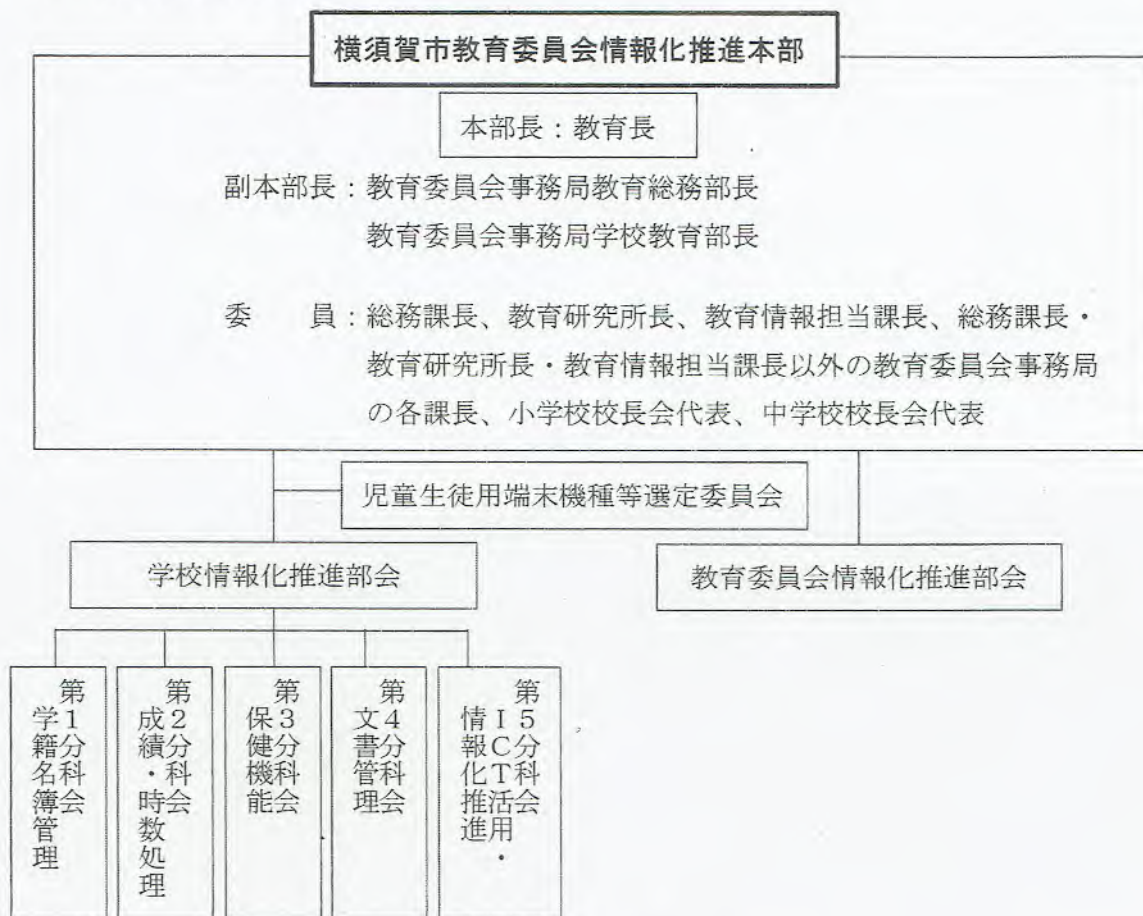 横須賀市教育委員会情報化推進本部
本部長：教育長
副本部長：教育委員会事務局教育総務部長
教育委員会事務局学校教育部長
委　　員：総務課長、教育研究所長、教育情報担当課長、総務課長・
教育研究所長・教育情報担当課長以外の教育委員会事務局
の各課長、小学校校長会代表、中学校校長会代表
児童生徒用端末機種等選定委員会
学校情報化推進部会
教育委員会情報化推進部会
第１分科会
学籍名簿管理
第２分科会
成績・時数処理
第３分科会
保健機能
第４分科会
文書管理
第５分科会
ＩＣＴ活用・
情報化推進